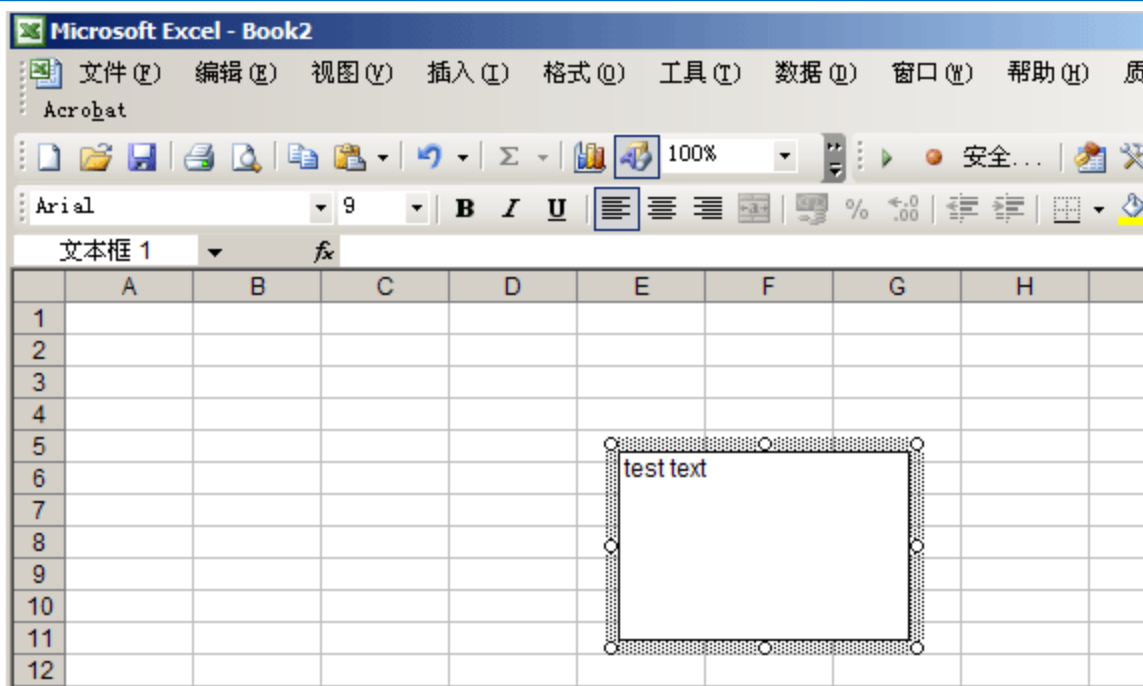 Microsoft Excel - Book2
文件(F) 编辑(E) 视图(V) 插入(I) 格式(O) 工具(T) 数据(D) 窗口(W) 帮助(H)
Acrobat
Σ 100% 安全...
Arial 9 B I U % .00
文本框 1 fx
A B C D E F G H
1
2
3
4
5
6 test text
7
8
9
10
11
12